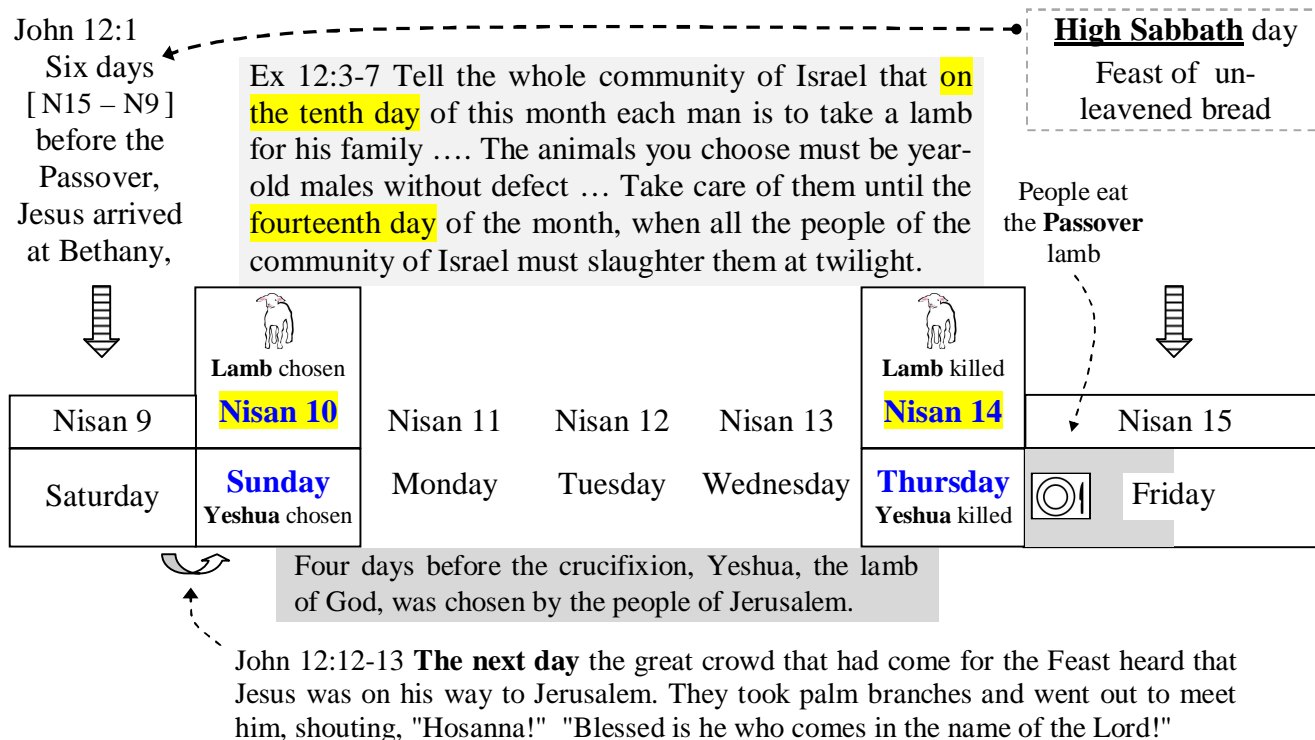 John 12:1
Six days
[ N15 – N9 ]
before the
Passover,
Jesus arrived
at Bethany,
Ex 12:3-7 Tell the whole community of Israel that on
the tenth day of this month each man is to take a lamb
for his family …. The animals you choose must be year-
old males without defect … Take care of them until the
fourteenth day of the month, when all the people of the
community of Israel must slaughter them at twilight.
High Sabbath day
Feast of un-
leavened bread
People eat
the Passover
lamb
Lamb chosen
Lamb killed
Nisan 9
Nisan 10
Nisan 11
Nisan 12
Nisan 13
Nisan 14
Nisan 15
Saturday
Sunday
Yeshua chosen
Monday
Tuesday
Wednesday
Thursday
Yeshua killed
Friday
Four days before the crucifixion, Yeshua, the lamb
of God, was chosen by the people of Jerusalem.
John 12:12-13 The next day the great crowd that had come for the Feast heard that
Jesus was on his way to Jerusalem. They took palm branches and went out to meet
him, shouting, "Hosanna!" "Blessed is he who comes in the name of the Lord!"